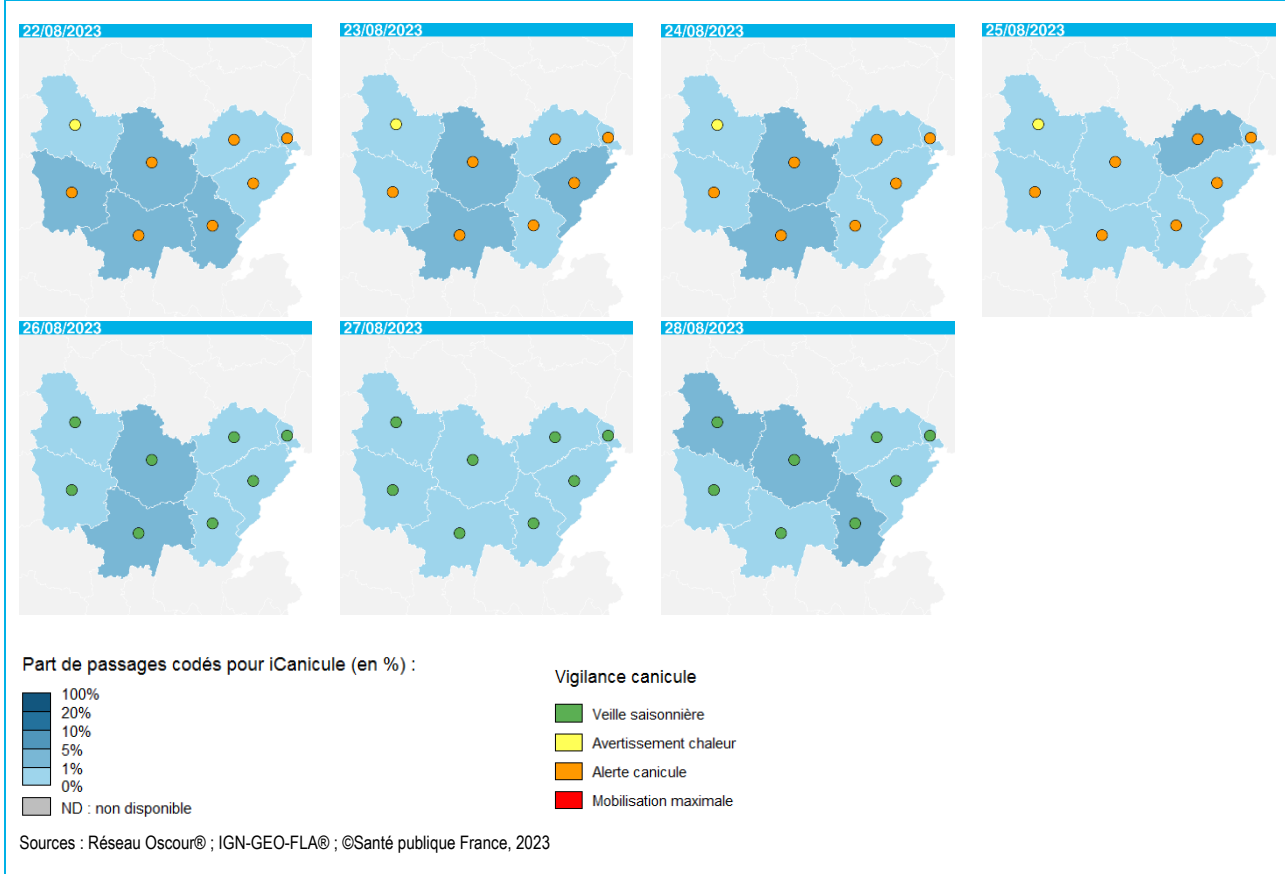 22/08/2023
23/08/2023
24/08/2023
25/08/2023
26/08/2023
27/08/2023
28/08/2023
Part de passages codés pour iCanicule (en %) :
100%
20%
10%
5%
1%
0%
ND : non disponible
Vigilance canicule
Veille saisonnière
Avertissement chaleur
Alerte canicule
Mobilisation maximale
Sources : Réseau Oscour® ; IGN-GEO-FLA® ; ©Santé publique France, 2023